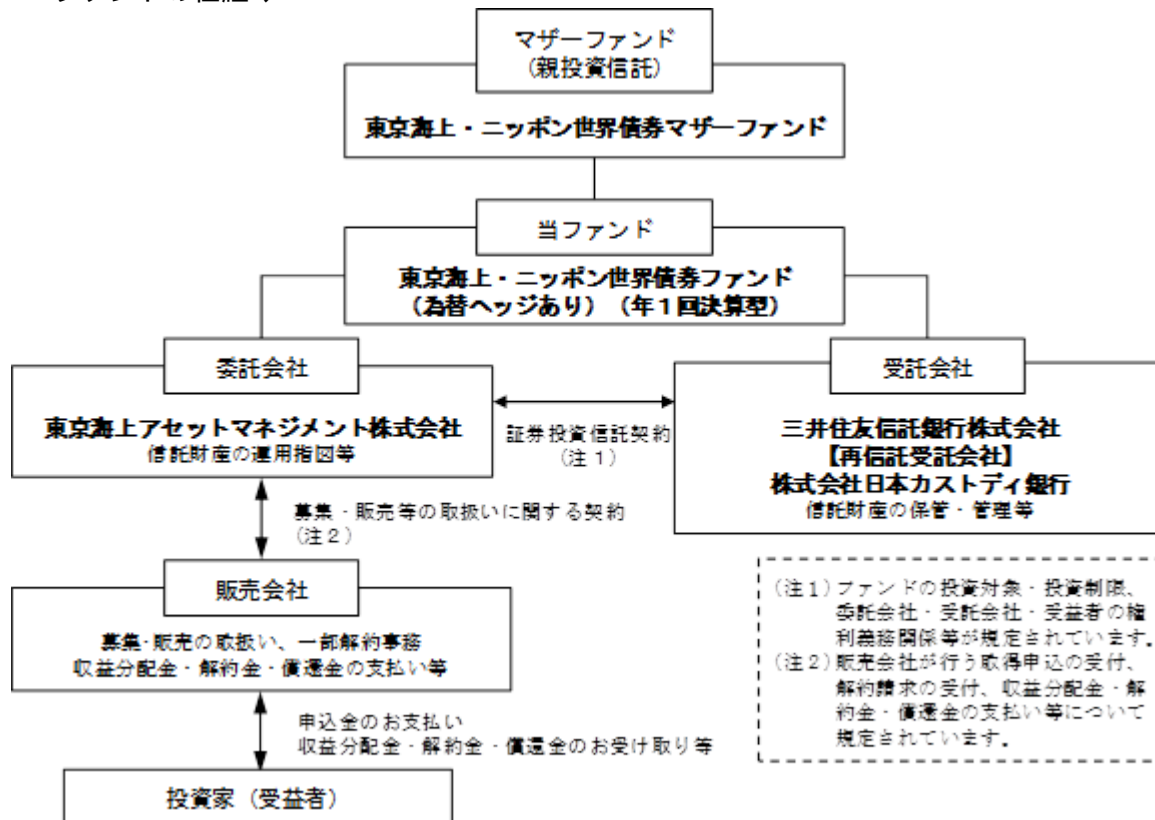 マザーファンド
(親投資信託)
東京海上・ニッポン世界債券マザーファンド
当ファンド
東京海上・ニッポン世界債券ファンド
(為替ヘッジあり)(年1回決算型)
委託会社
東京海上アセットマネジメント株式会社
信託財産の運用指図等
証券投資信託契約
(注1)
受託会社
三井住友信託銀行株式会社
【再信託受託会社】
株式会社日本カストディ銀行
信託財産の保管・管理等
募集・販売等の取扱いに関する契約
(注2)
販売会社
募集・販売の取扱い、一部解約事務
収益分配金・解約金・償還金の支払い等
(注1)ファンドの投資対象・投資制限、
委託会社・受託会社・受益者の権
利義務関係等が規定されています。
(注2)販売会社が行う取得申込の受付、
解約請求の受付、収益分配金・解
約金・償還金の支払い等について
規定されています。
申込金のお支払い
収益分配金・解約金・償還金のお受け取り等
投資家(受益者)